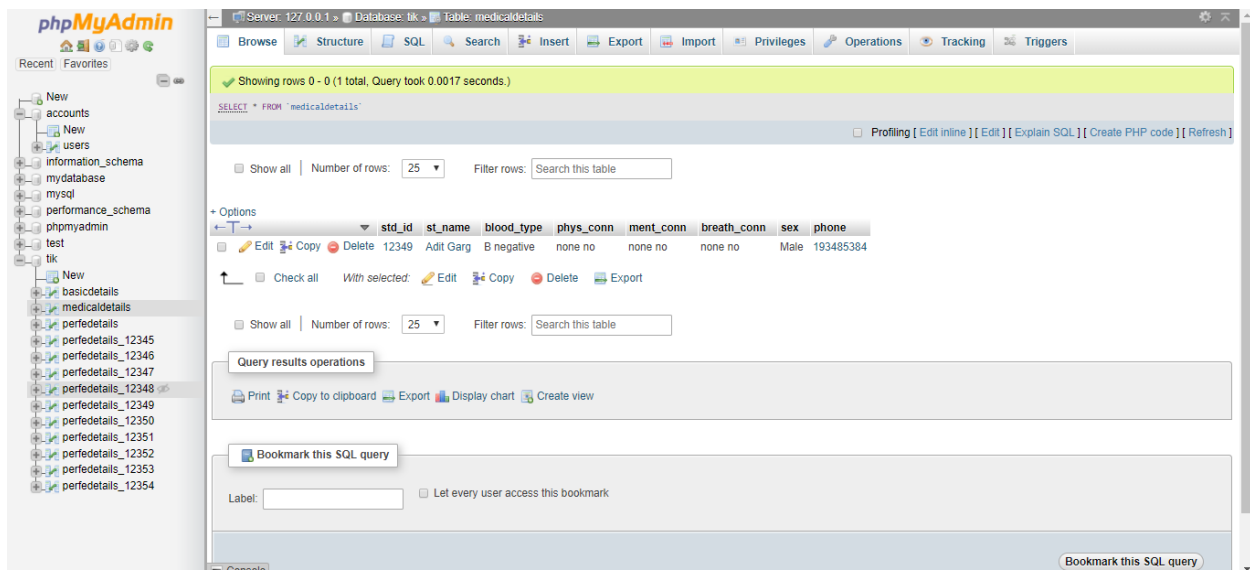 phpMyAdmin
Recent Favorites
New
accounts
New
users
information_schema
mydatabase
mysql
performance_schema
phpmyadmin
test
tik
New
basicdetails
medicaldetails
perfedetails
perfedetails_12345
perfedetails_12346
perfedetails_12347
perfedetails_12348
perfedetails_12349
perfedetails_12350
perfedetails_12351
perfedetails_12352
perfedetails_12353
perfedetails_12354
Server: 127.0.0.1 » Database: tik » Table: medicaldetails
Browse Structure SQL Search Insert Export Import Privileges Operations Tracking Triggers
Showing rows 0 - 0 (1 total, Query took 0.0017 seconds.)
SELECT * FROM `medicaldetails`
Profiling [ Edit inline ] [ Edit ] [ Explain SQL ] [ Create PHP code ] [ Refresh ]
Show all | Number of rows: 25 Filter rows: Search this table
+ Options
←T→ std_id st_name blood_type phys_conn ment_conn breath_conn sex phone
Edit Copy Delete 12349 Adit Garg B negative none no none no none no Male 193485384
Check all With selected: Edit Copy Delete Export
Show all | Number of rows: 25 Filter rows: Search this table
Query results operations
Print Copy to clipboard Export Display chart Create view
Bookmark this SQL query
Label: Let every user access this bookmark
Bookmark this SQL query
Console